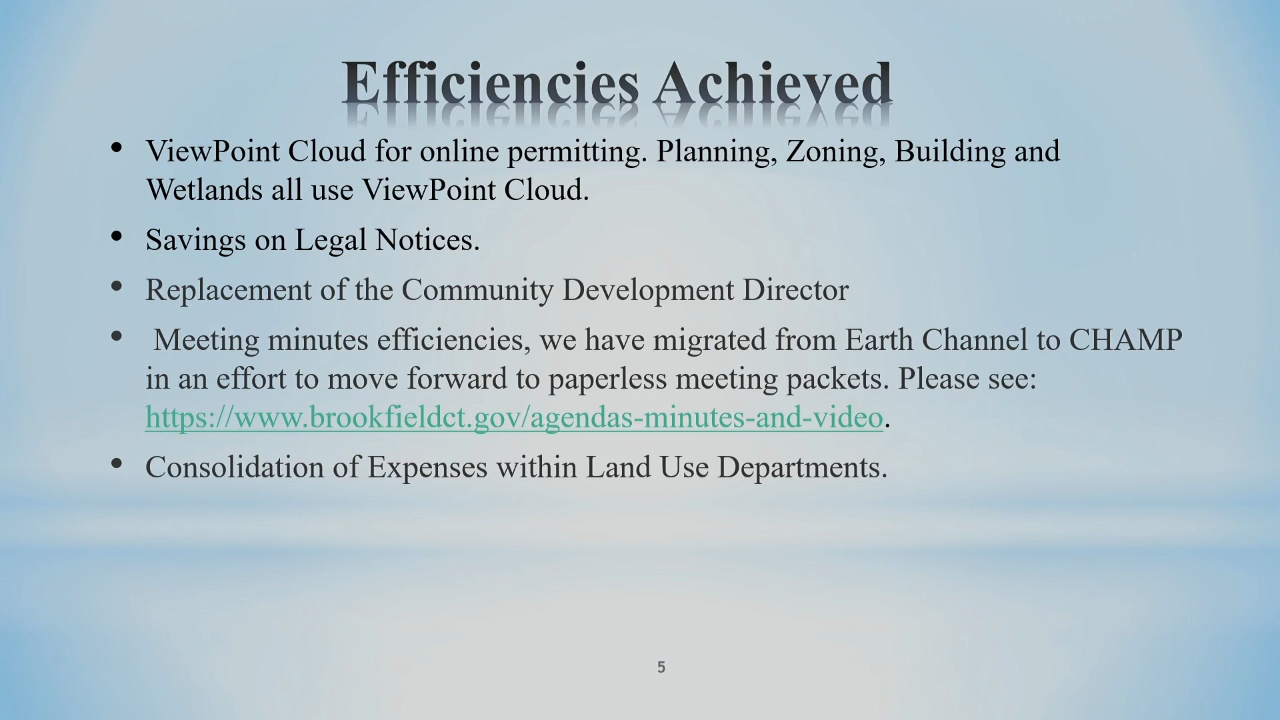 Efficiencies Achieved
• ViewPoint Cloud for online permitting. Planning, Zoning, Building and
Wetlands all use ViewPoint Cloud.
• Savings on Legal Notices.
• Replacement of the Community Development Director
• Meeting minutes efficiencies, we have migrated from Earth Channel to CHAMP
in an effort to move forward to paperless meeting packets. Please see:
https://www.brookfieldct.gov/agendas-minutes-and-video.
• Consolidation of Expenses within Land Use Departments.
5